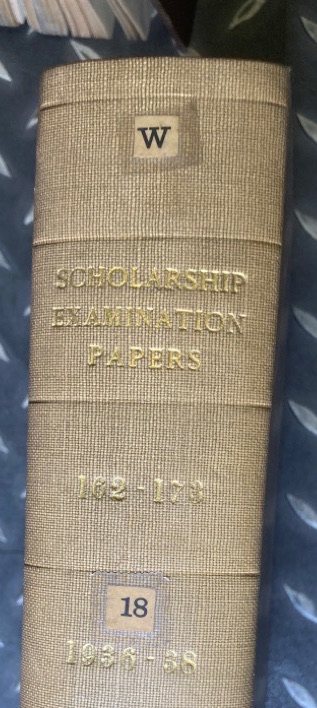 W
SCHOLARSHIP
EXAMINATION
PAPERS
162-173
18
1936-38